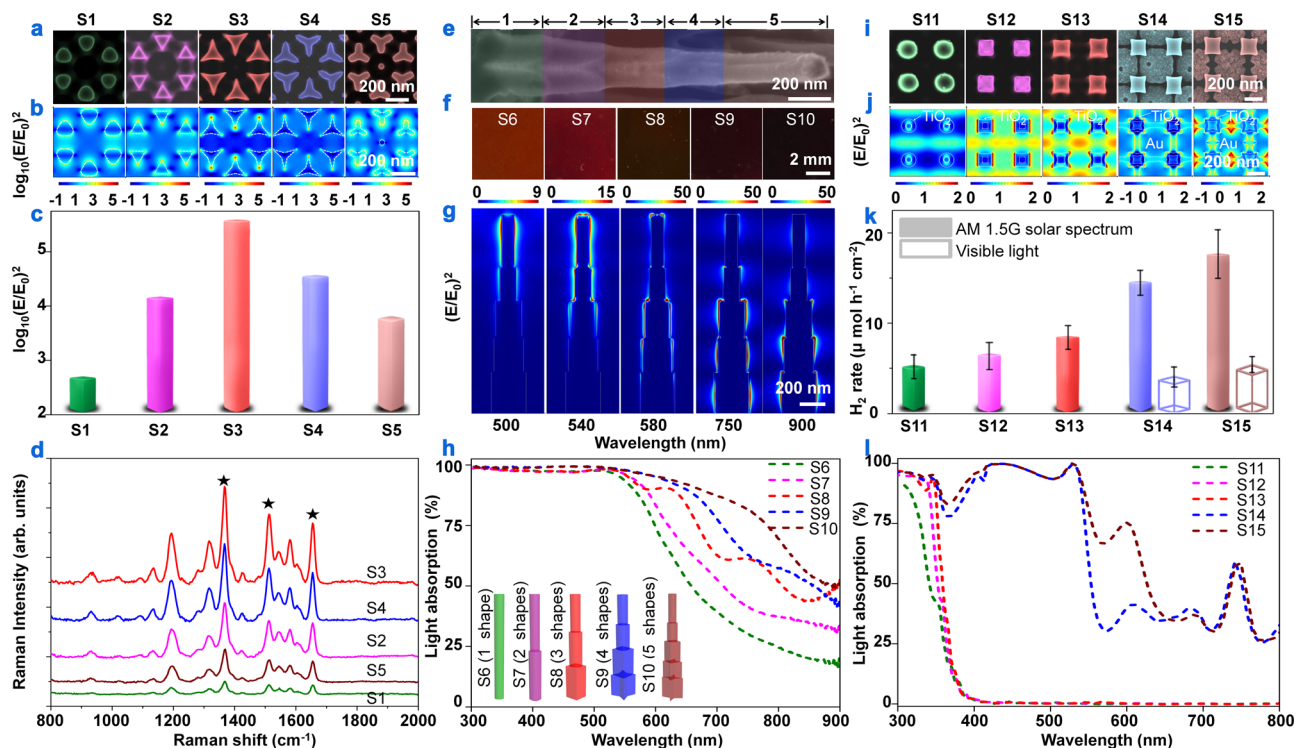 a
S1
S2
S3
S4
S5
200 nm
b
log10(E/E0)2
200 nm
-1 1 3 5
-1 1 3 5
-1 1 3 5
-1 1 3 5
-1 1 3 5
c
log10(E/E0)2
5
4
3
2
S1
S2
S3
S4
S5
d
Raman Intensity (arb. units)
★
★
★
S3
S4
S2
S5
S1
800
1200
1400
1600
1800
2000
Raman shift (cm-1)
e
1
2
3
4
5
200 nm
f
S6
S7
S8
S9
S10
2 mm
0 9
0 15
0 50
0 50
0 50
g
(E/E0)2
200 nm
500
540
580
750
900
Wavelength (nm)
h
Light absorption (%)
100
75
50
25
0
S6
S7
S8
S9
S10
S6 (1 shape)
S7 (2 shapes)
S8 (3 shapes)
S9 (4 shapes)
S10 (5 shapes)
300
400
500
600
700
800
900
Wavelength (nm)
i
S11
S12
S13
S14
S15
200 nm
j
(E/E0)2
TiO2
TiO2
TiO2
TiO2
TiO2
Au
Au
200 nm
0 1 2
0 1 2
0 1 2
-1 0 1 2
-1 0 1 2
k
H2 rate (μ mol h-1 cm-2)
20
10
0
AM 1.5G solar spectrum
Visible light
S11
S12
S13
S14
S15
l
Light absorption (%)
100
75
50
25
0
S11
S12
S13
S14
S15
300
400
500
600
700
800
Wavelength (nm)